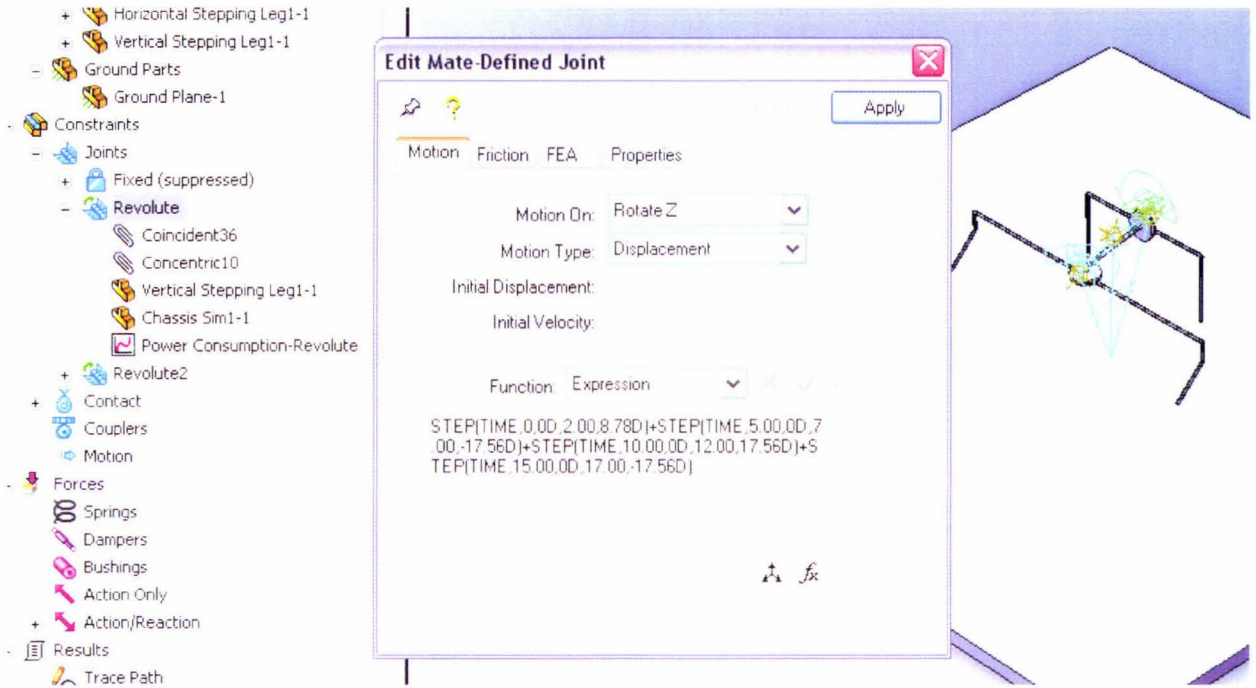 Horizontal Stepping Leg1-1
Vertical Stepping Leg1-1
Ground Parts
Ground Plane-1
Constraints
Joints
Fixed (suppressed)
Revolute
Coincident36
Concentric10
Vertical Stepping Leg1-1
Chassis Sim1-1
Power Consumption-Revolute
Revolute2
Contact
Couplers
Motion
Forces
Springs
Dampers
Bushings
Action Only
Action/Reaction
Results
Trace Path
Edit Mate-Defined Joint
Apply
Motion Friction FEA Properties
Motion On: Rotate Z
Motion Type: Displacement
Initial Displacement:
Initial Velocity:
Function: Expression
STEP(TIME,0,0D,2.00,8.78D)+STEP(TIME,5.00,0D,7
.00,-17.56D)+STEP(TIME,10.00,0D,12.00,17.56D)+S
TEP(TIME,15.00,0D,17.00,-17.56D)
fx